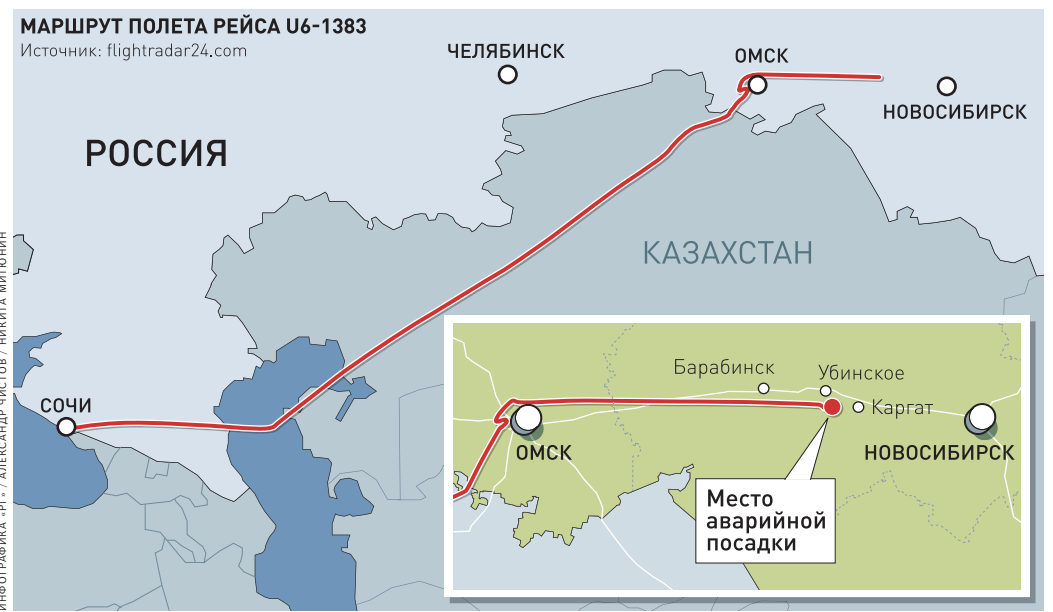 МАРШРУТ ПОЛЕТА РЕЙСА U6-1383
Источник: flightradar24.com
ЧЕЛЯБИНСК
ОМСК
НОВОСИБИРСК
РОССИЯ
КАЗАХСТАН
СОЧИ
Барабинск
Убинское
Каргат
ОМСК
НОВОСИБИРСК
Место
аварийной
посадки
ИНФОГРАФИКА «РГ» / АЛЕКСАНДР ЧИСТОВ / НИКИТА МИТЮНИН